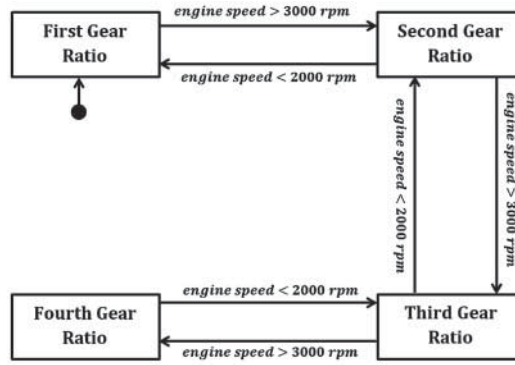 First Gear
Ratio
engine speed > 3000 rpm
engine speed < 2000 rpm
Second Gear
Ratio
engine speed < 2000 rpm
engine speed > 3000 rpm
Fourth Gear
Ratio
engine speed < 2000 rpm
engine speed > 3000 rpm
Third Gear
Ratio